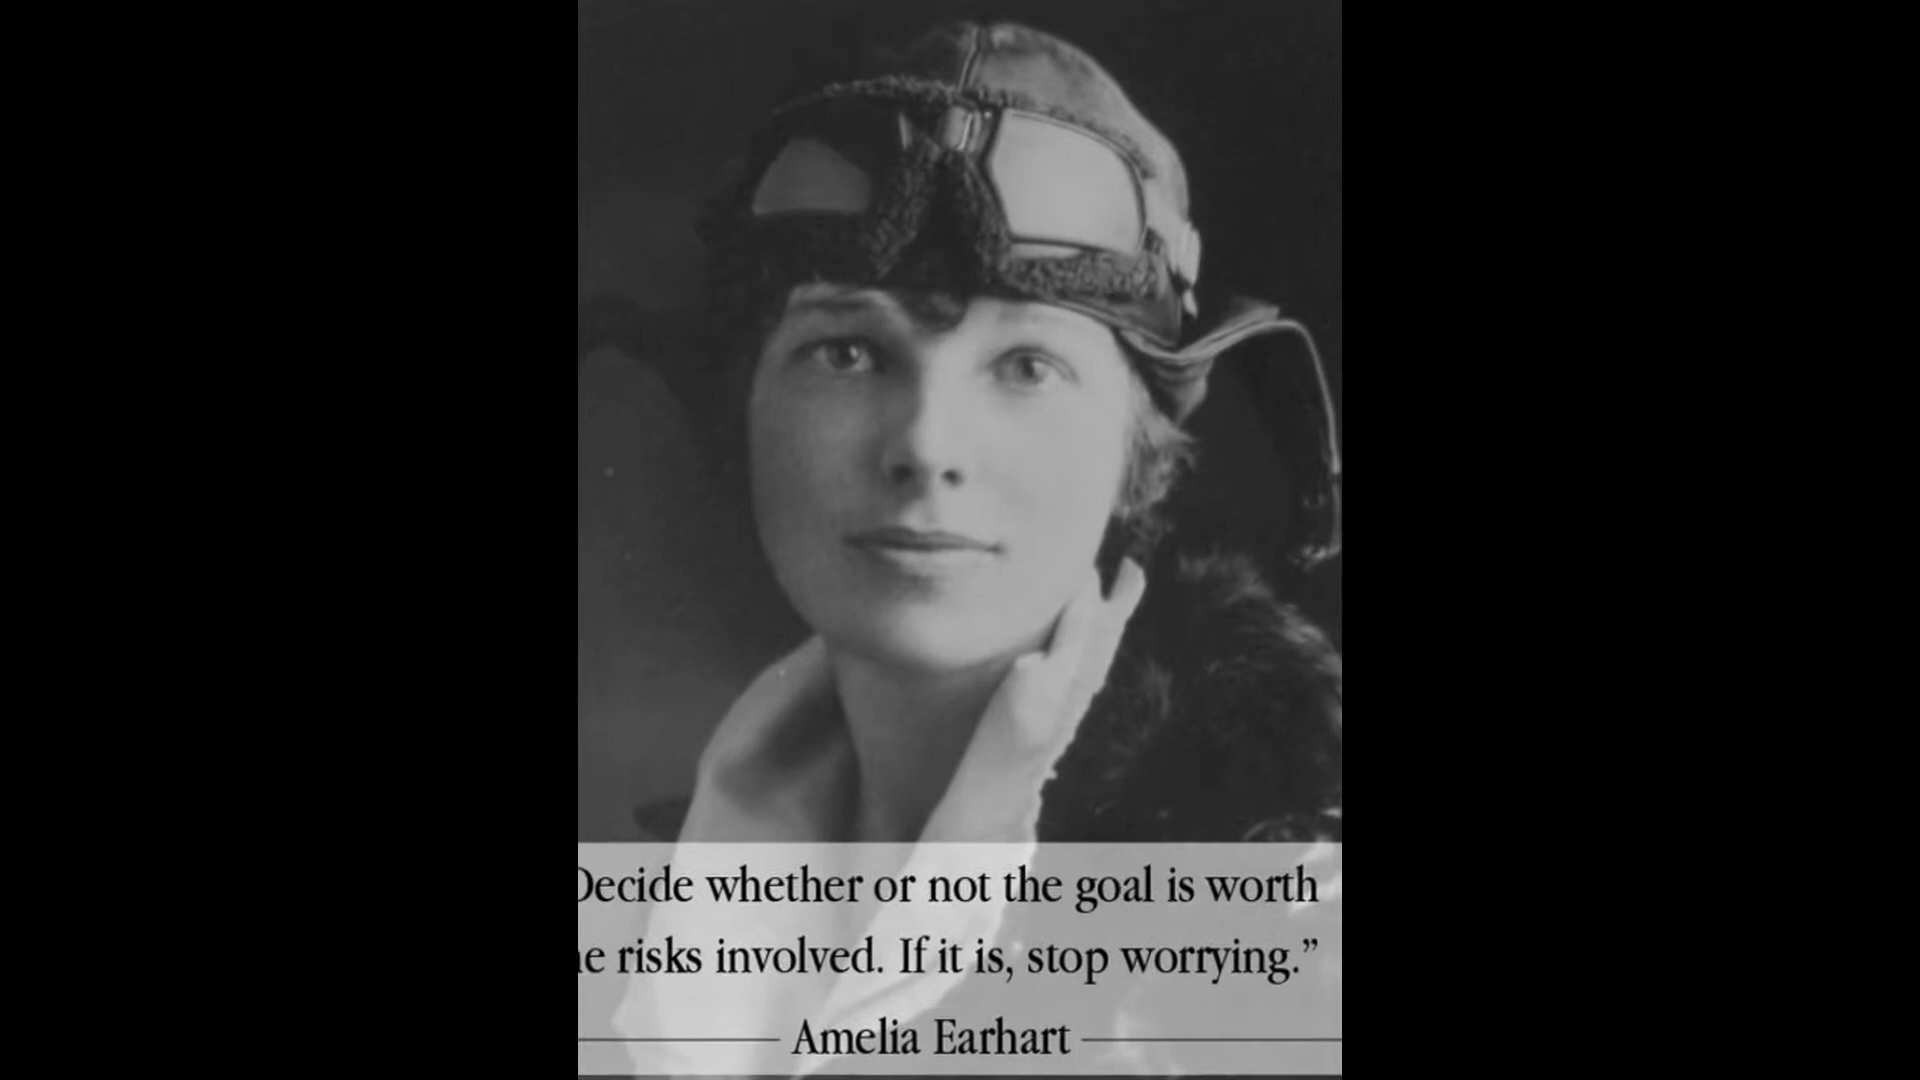 Decide whether or not the goal is worth
e risks involved. If it is, stop worrying.”
Amelia Earhart